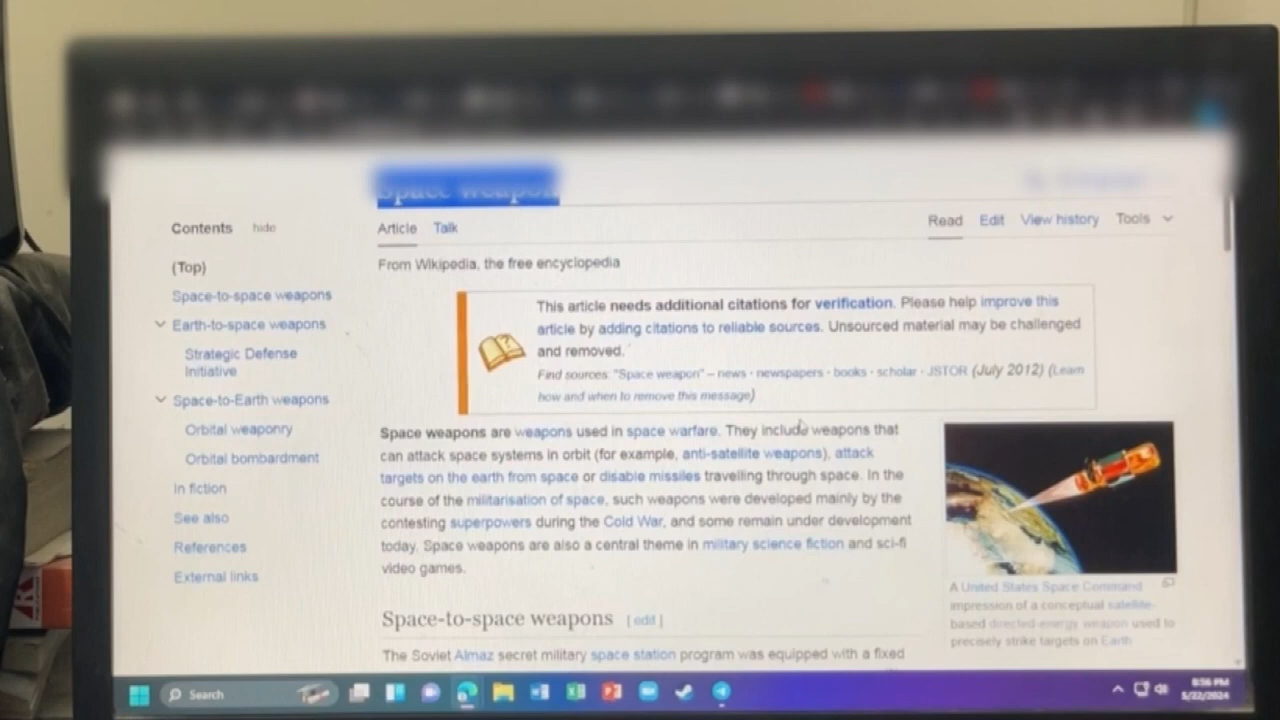 Space weapon
Contents hide
Article Talk
Read Edit View history Tools
(Top)
From Wikipedia, the free encyclopedia
Space-to-space weapons
Earth-to-space weapons
Strategic Defense
Initiative
Space-to-Earth weapons
Orbital weaponry
Orbital bombardment
In fiction
See also
References
External links
This article needs additional citations for verification. Please help improve this
article by adding citations to reliable sources. Unsourced material may be challenged
and removed.
Find sources: "Space weapon" – news · newspapers · books · scholar · JSTOR (July 2012) (Learn
how and when to remove this message)
Space weapons are weapons used in space warfare. They include weapons that
can attack space systems in orbit (for example, anti-satellite weapons), attack
targets on the earth from space or disable missiles travelling through space. In the
course of the militarisation of space, such weapons were developed mainly by the
contesting superpowers during the Cold War, and some remain under development
today. Space weapons are also a central theme in military science fiction and sci-fi
video games.
A United States Space Command
impression of a conceptual satellite-
based directed-energy weapon used to
precisely strike targets on Earth
Space-to-space weapons [edit]
The Soviet Almaz secret military space station program was equipped with a fixed
Search
8:56 PM
5/22/2024